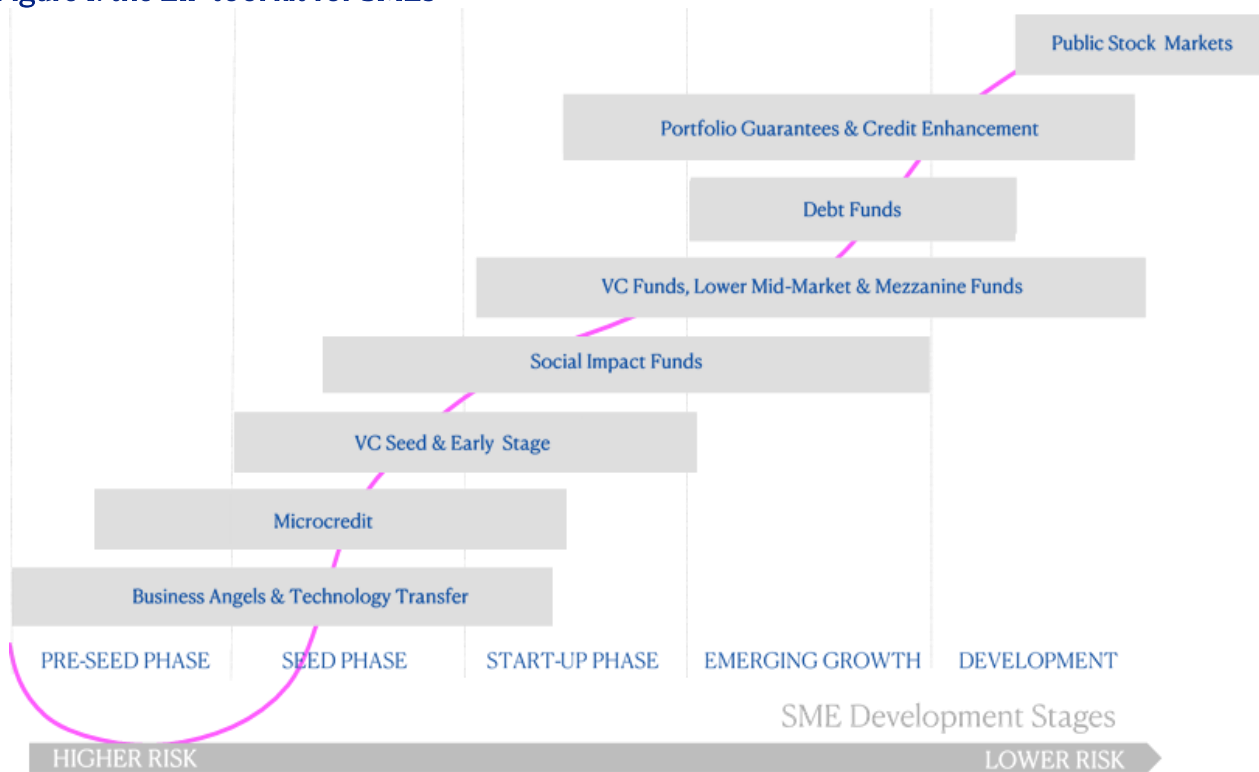 Public Stock Markets
Portfolio Guarantees & Credit Enhancement
Debt Funds
VC Funds, Lower Mid-Market & Mezzanine Funds
Social Impact Funds
VC Seed & Early Stage
Microcredit
Business Angels & Technology Transfer
PRE-SEED PHASE SEED PHASE START-UP PHASE EMERGING GROWTH DEVELOPMENT
SME Development Stages
HIGHER RISK LOWER RISK